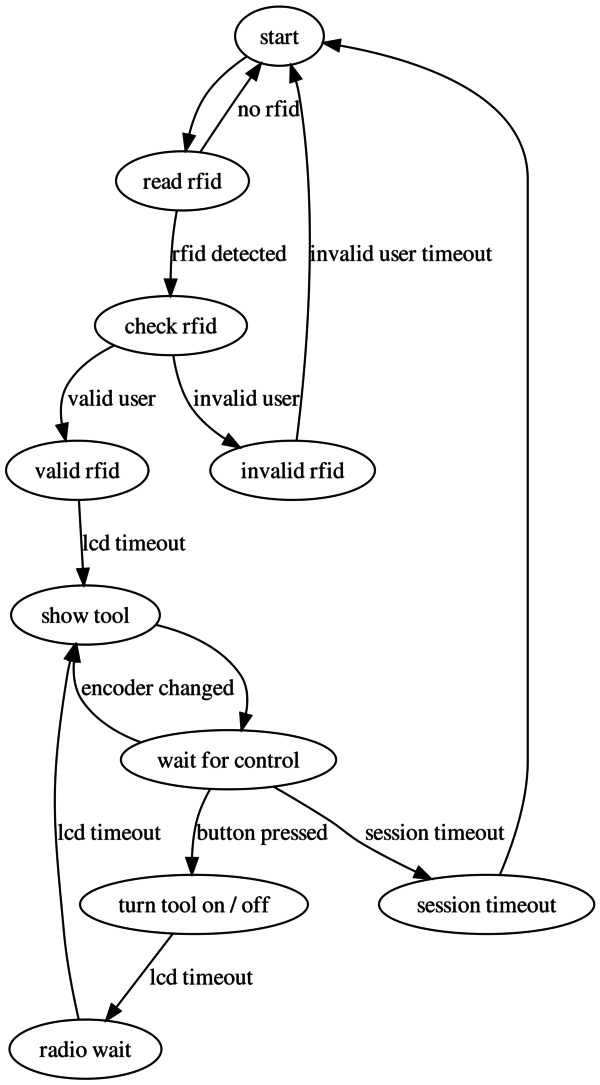 start
no rfid
read rfid
rfid detected
invalid user timeout
check rfid
valid user
invalid user
valid rfid
invalid rfid
lcd timeout
show tool
encoder changed
wait for control
lcd timeout
button pressed
session timeout
turn tool on / off
session timeout
lcd timeout
radio wait